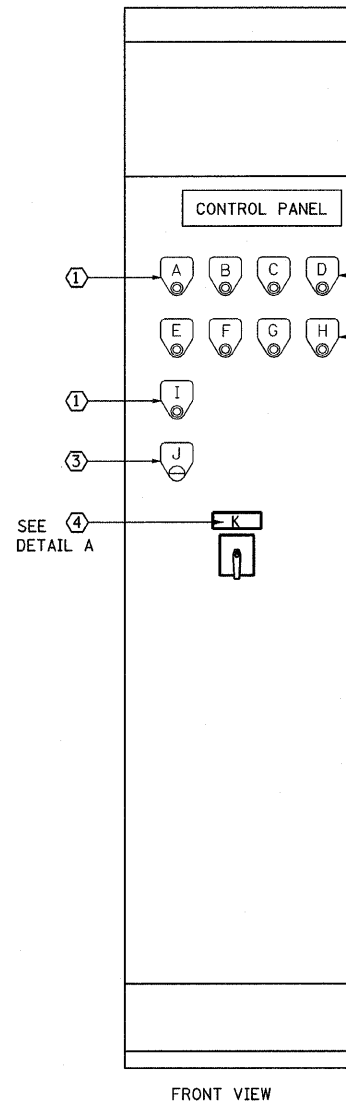 CONTROL PANEL
1 A B C D
E F G H
1 I
3 J
SEE 4 K
DETAIL A
FRONT VIEW